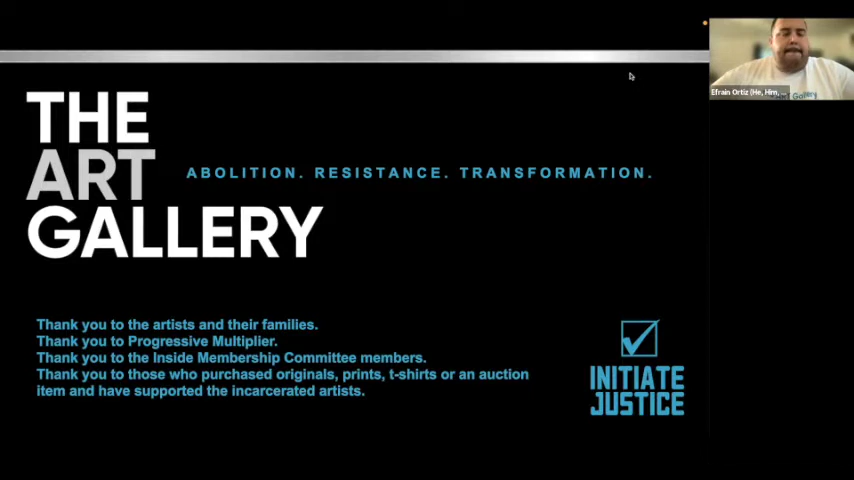 THE
ART
GALLERY
ABOLITION. RESISTANCE. TRANSFORMATION.
Thank you to the artists and their families.
Thank you to Progressive Multiplier.
Thank you to the Inside Membership Committee members.
Thank you to those who purchased originals, prints, t-shirts or an auction
item and have supported the incarcerated artists.
INITIATE
JUSTICE
Efrain Ortiz (He, Him,
Gallery